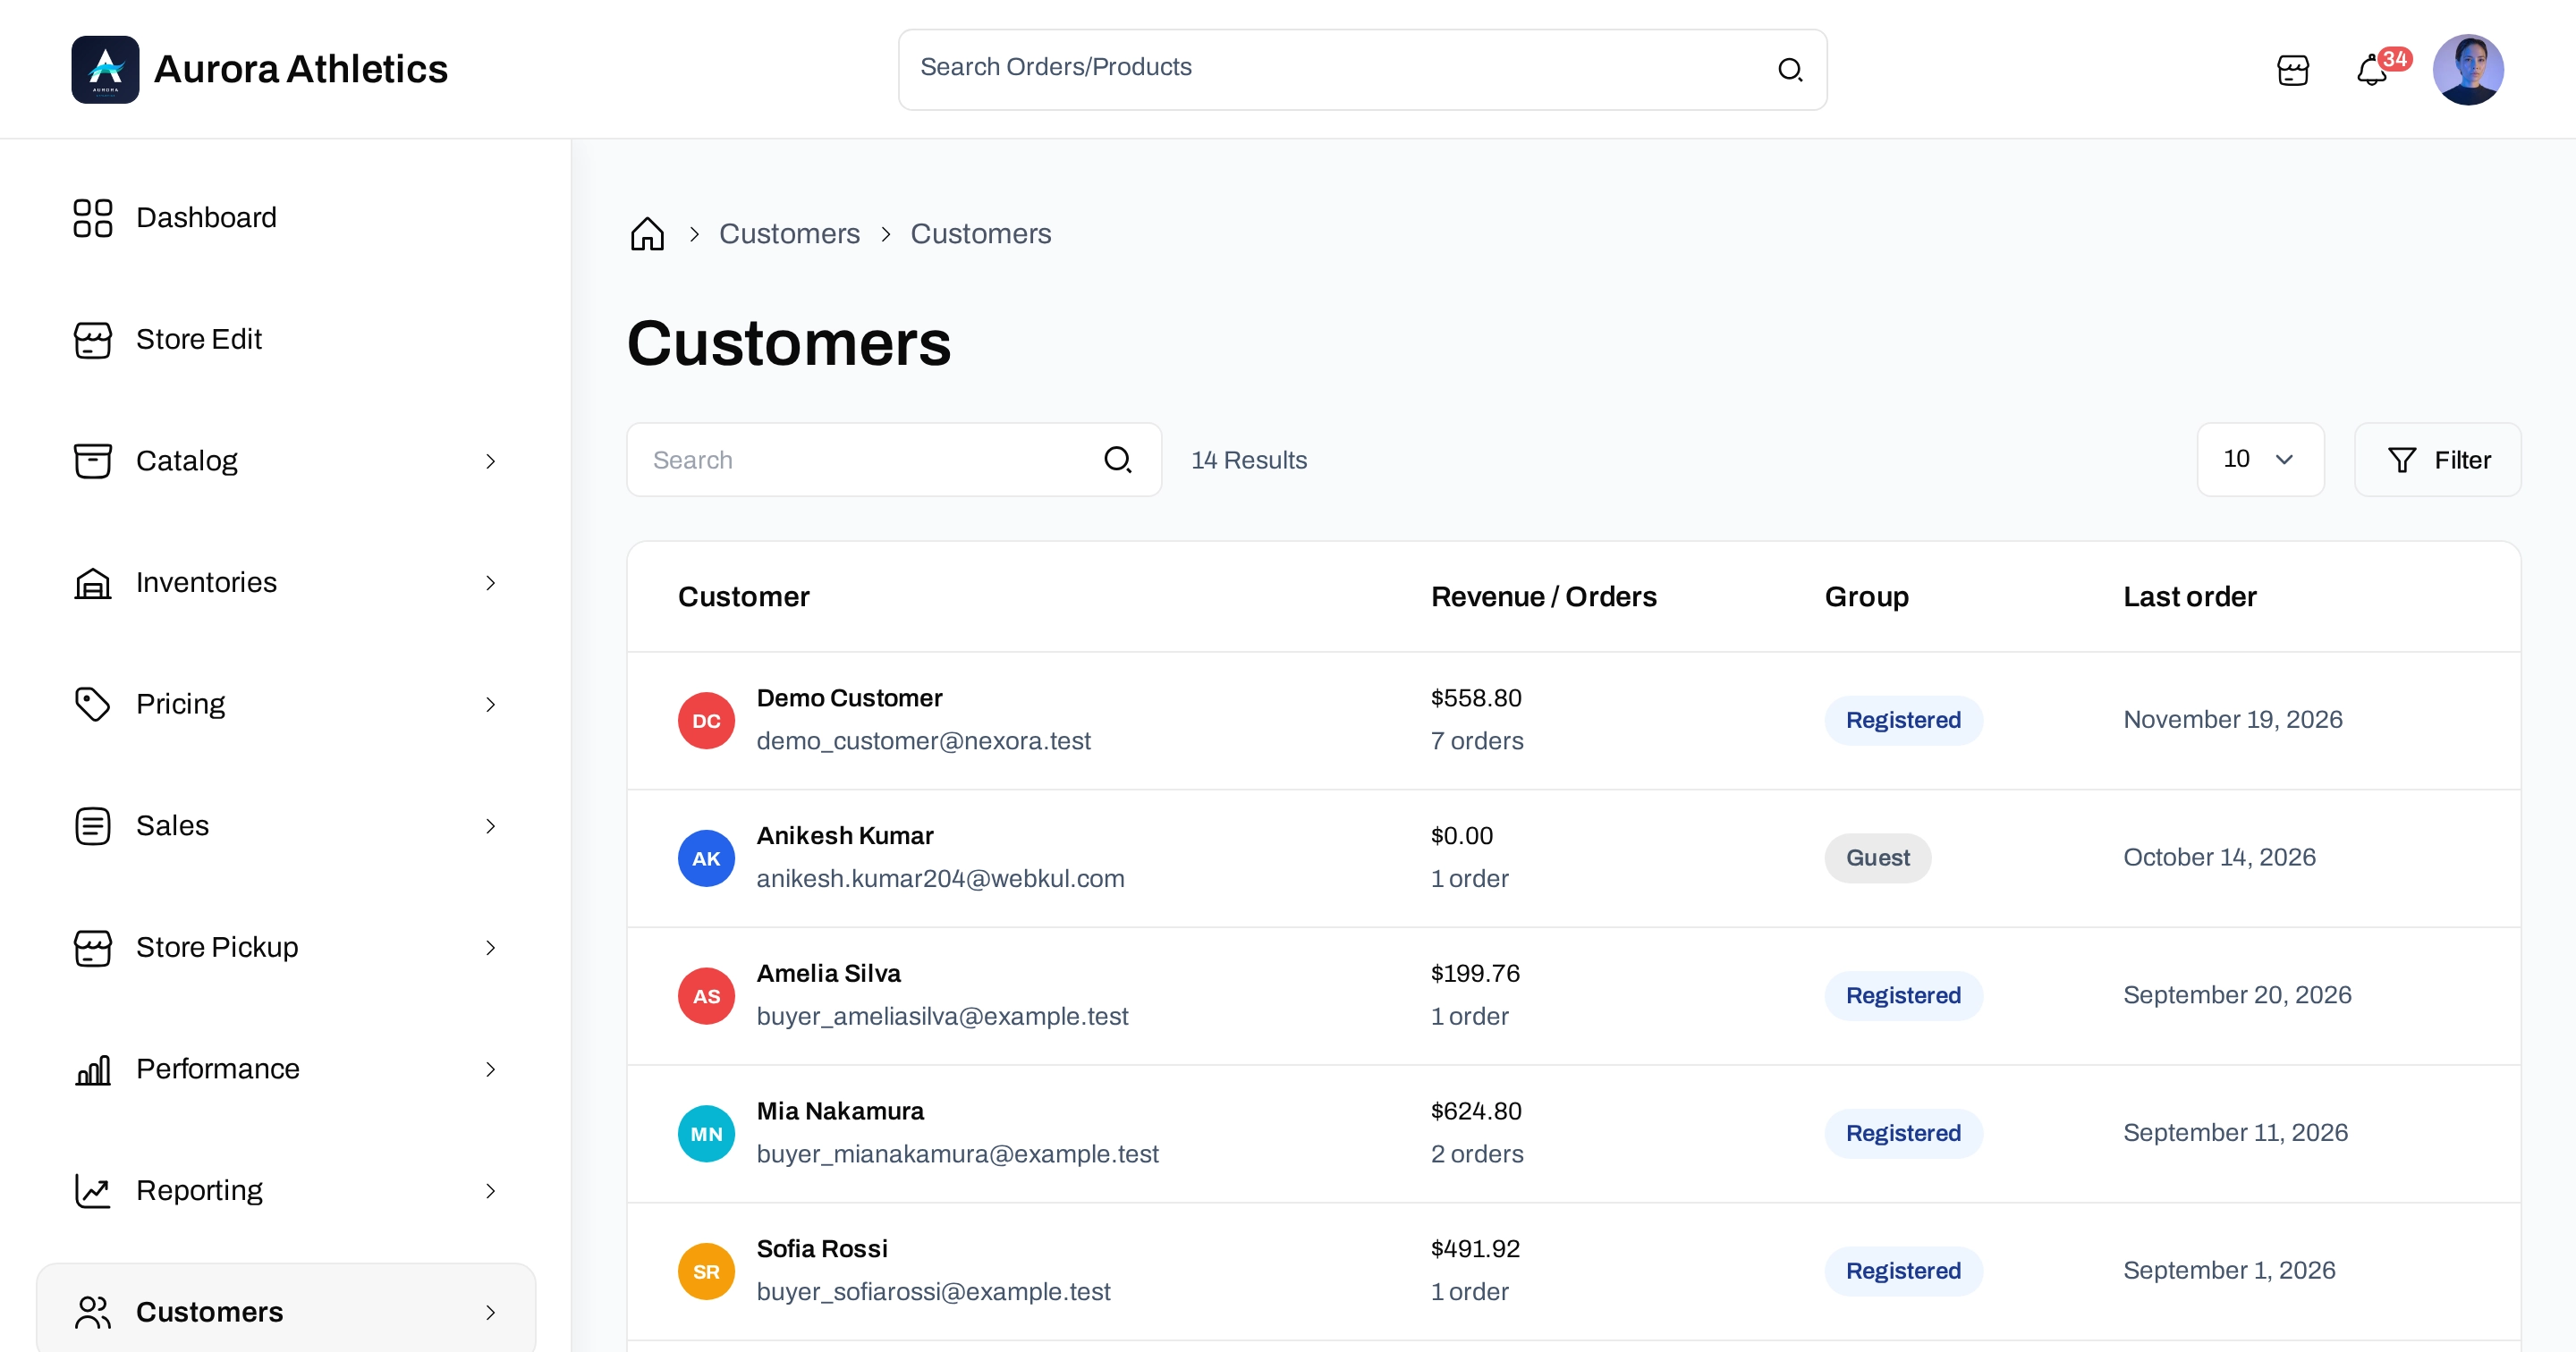 AURORA
Aurora Athletics
Search Orders/Products
34
Dashboard
Store Edit
Catalog
Inventories
Pricing
Sales
Store Pickup
Performance
Reporting
Customers
Customers
Customers
Customers
Search
14 Results
10
Filter
Customer
Revenue / Orders
Group
Last order
DC
Demo Customer
demo_customer@nexora.test
$558.80
7 orders
Registered
November 19, 2026
AK
Anikesh Kumar
anikesh.kumar204@webkul.com
$0.00
1 order
Guest
October 14, 2026
AS
Amelia Silva
buyer_ameliasilva@example.test
$199.76
1 order
Registered
September 20, 2026
MN
Mia Nakamura
buyer_mianakamura@example.test
$624.80
2 orders
Registered
September 11, 2026
SR
Sofia Rossi
buyer_sofiarossi@example.test
$491.92
1 order
Registered
September 1, 2026